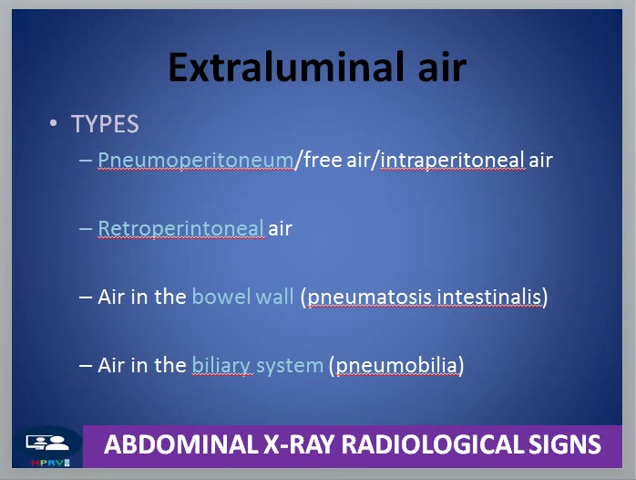 Extraluminal air
• TYPES
– Pneumoperitoneum/free air/intraperitoneal air
– Retroperintoneal air
– Air in the bowel wall (pneumatosis intestinalis)
– Air in the biliary system (pneumobilia)
ABDOMINAL X-RAY RADIOLOGICAL SIGNS